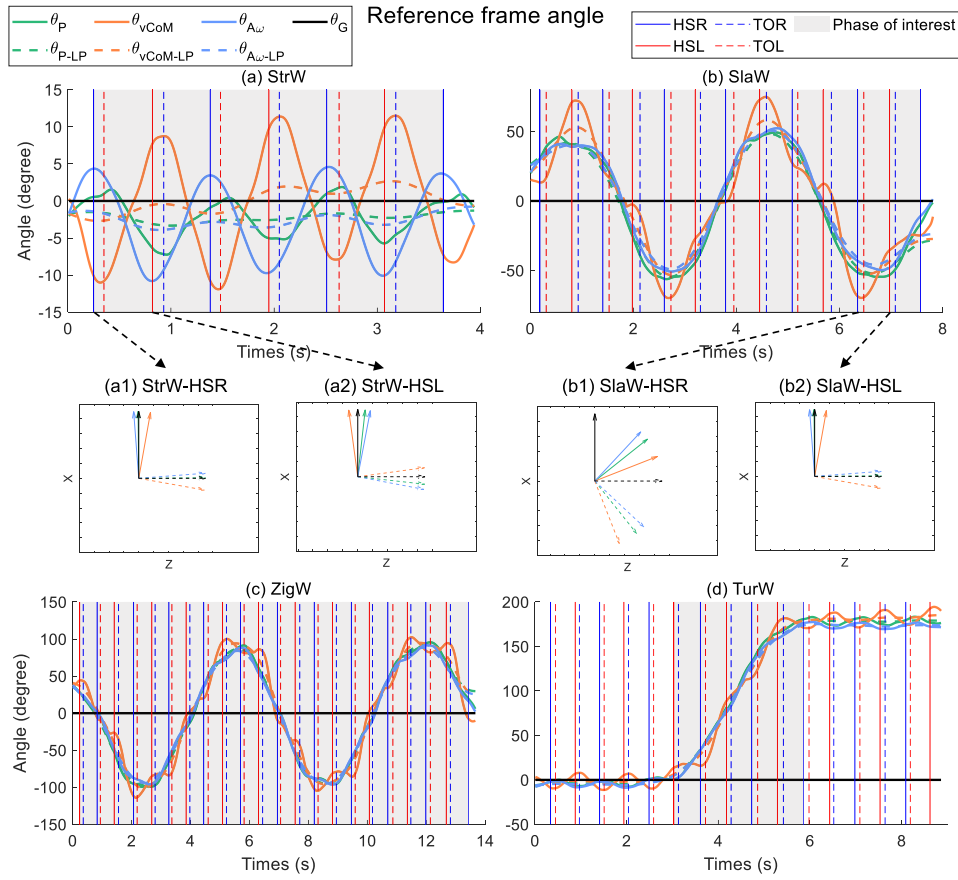 Reference frame angle
θP θvCoM θAω θG
θP-LP θvCoM-LP θAω-LP
HSR TOR Phase of interest
HSL TOL
(a) StrW
(b) SlaW
15
10
5
0
-5
-10
-15
Angle (degree)
0 1 2 3 4
Times (s)
50
0
-50
0 2 4 6 8
Times (s)
(a1) StrW-HSR
(a2) StrW-HSL
(b1) SlaW-HSR
(b2) SlaW-HSL
X
Z
X
Z
X
Z
X
Z
(c) ZigW
(d) TurW
150
100
50
0
-50
-100
-150
Angle (degree)
0 2 4 6 8 10 12 14
Times (s)
200
150
100
50
0
-50
0 2 4 6 8
Times (s)